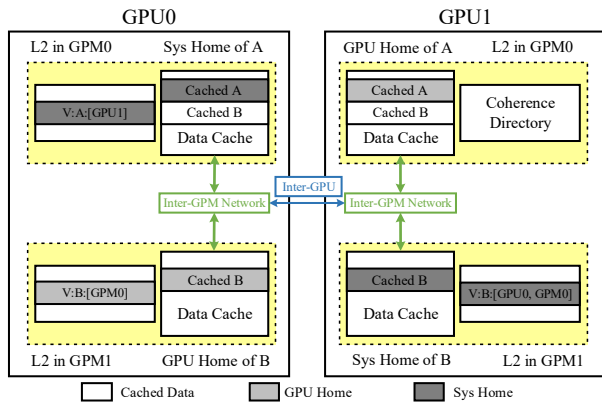 GPU0
GPU1
L2 in GPM0
Sys Home of A
GPU Home of A
L2 in GPM0
V:A:[GPU1]
Cached A
Cached B
Data Cache
Cached A
Cached B
Data Cache
Coherence
Directory
Inter-GPM Network
Inter-GPU
Inter-GPM Network
V:B:[GPM0]
Cached B
Data Cache
Cached B
Data Cache
V:B:[GPU0, GPM0]
L2 in GPM1
GPU Home of B
Sys Home of B
L2 in GPM1
Cached Data
GPU Home
Sys Home